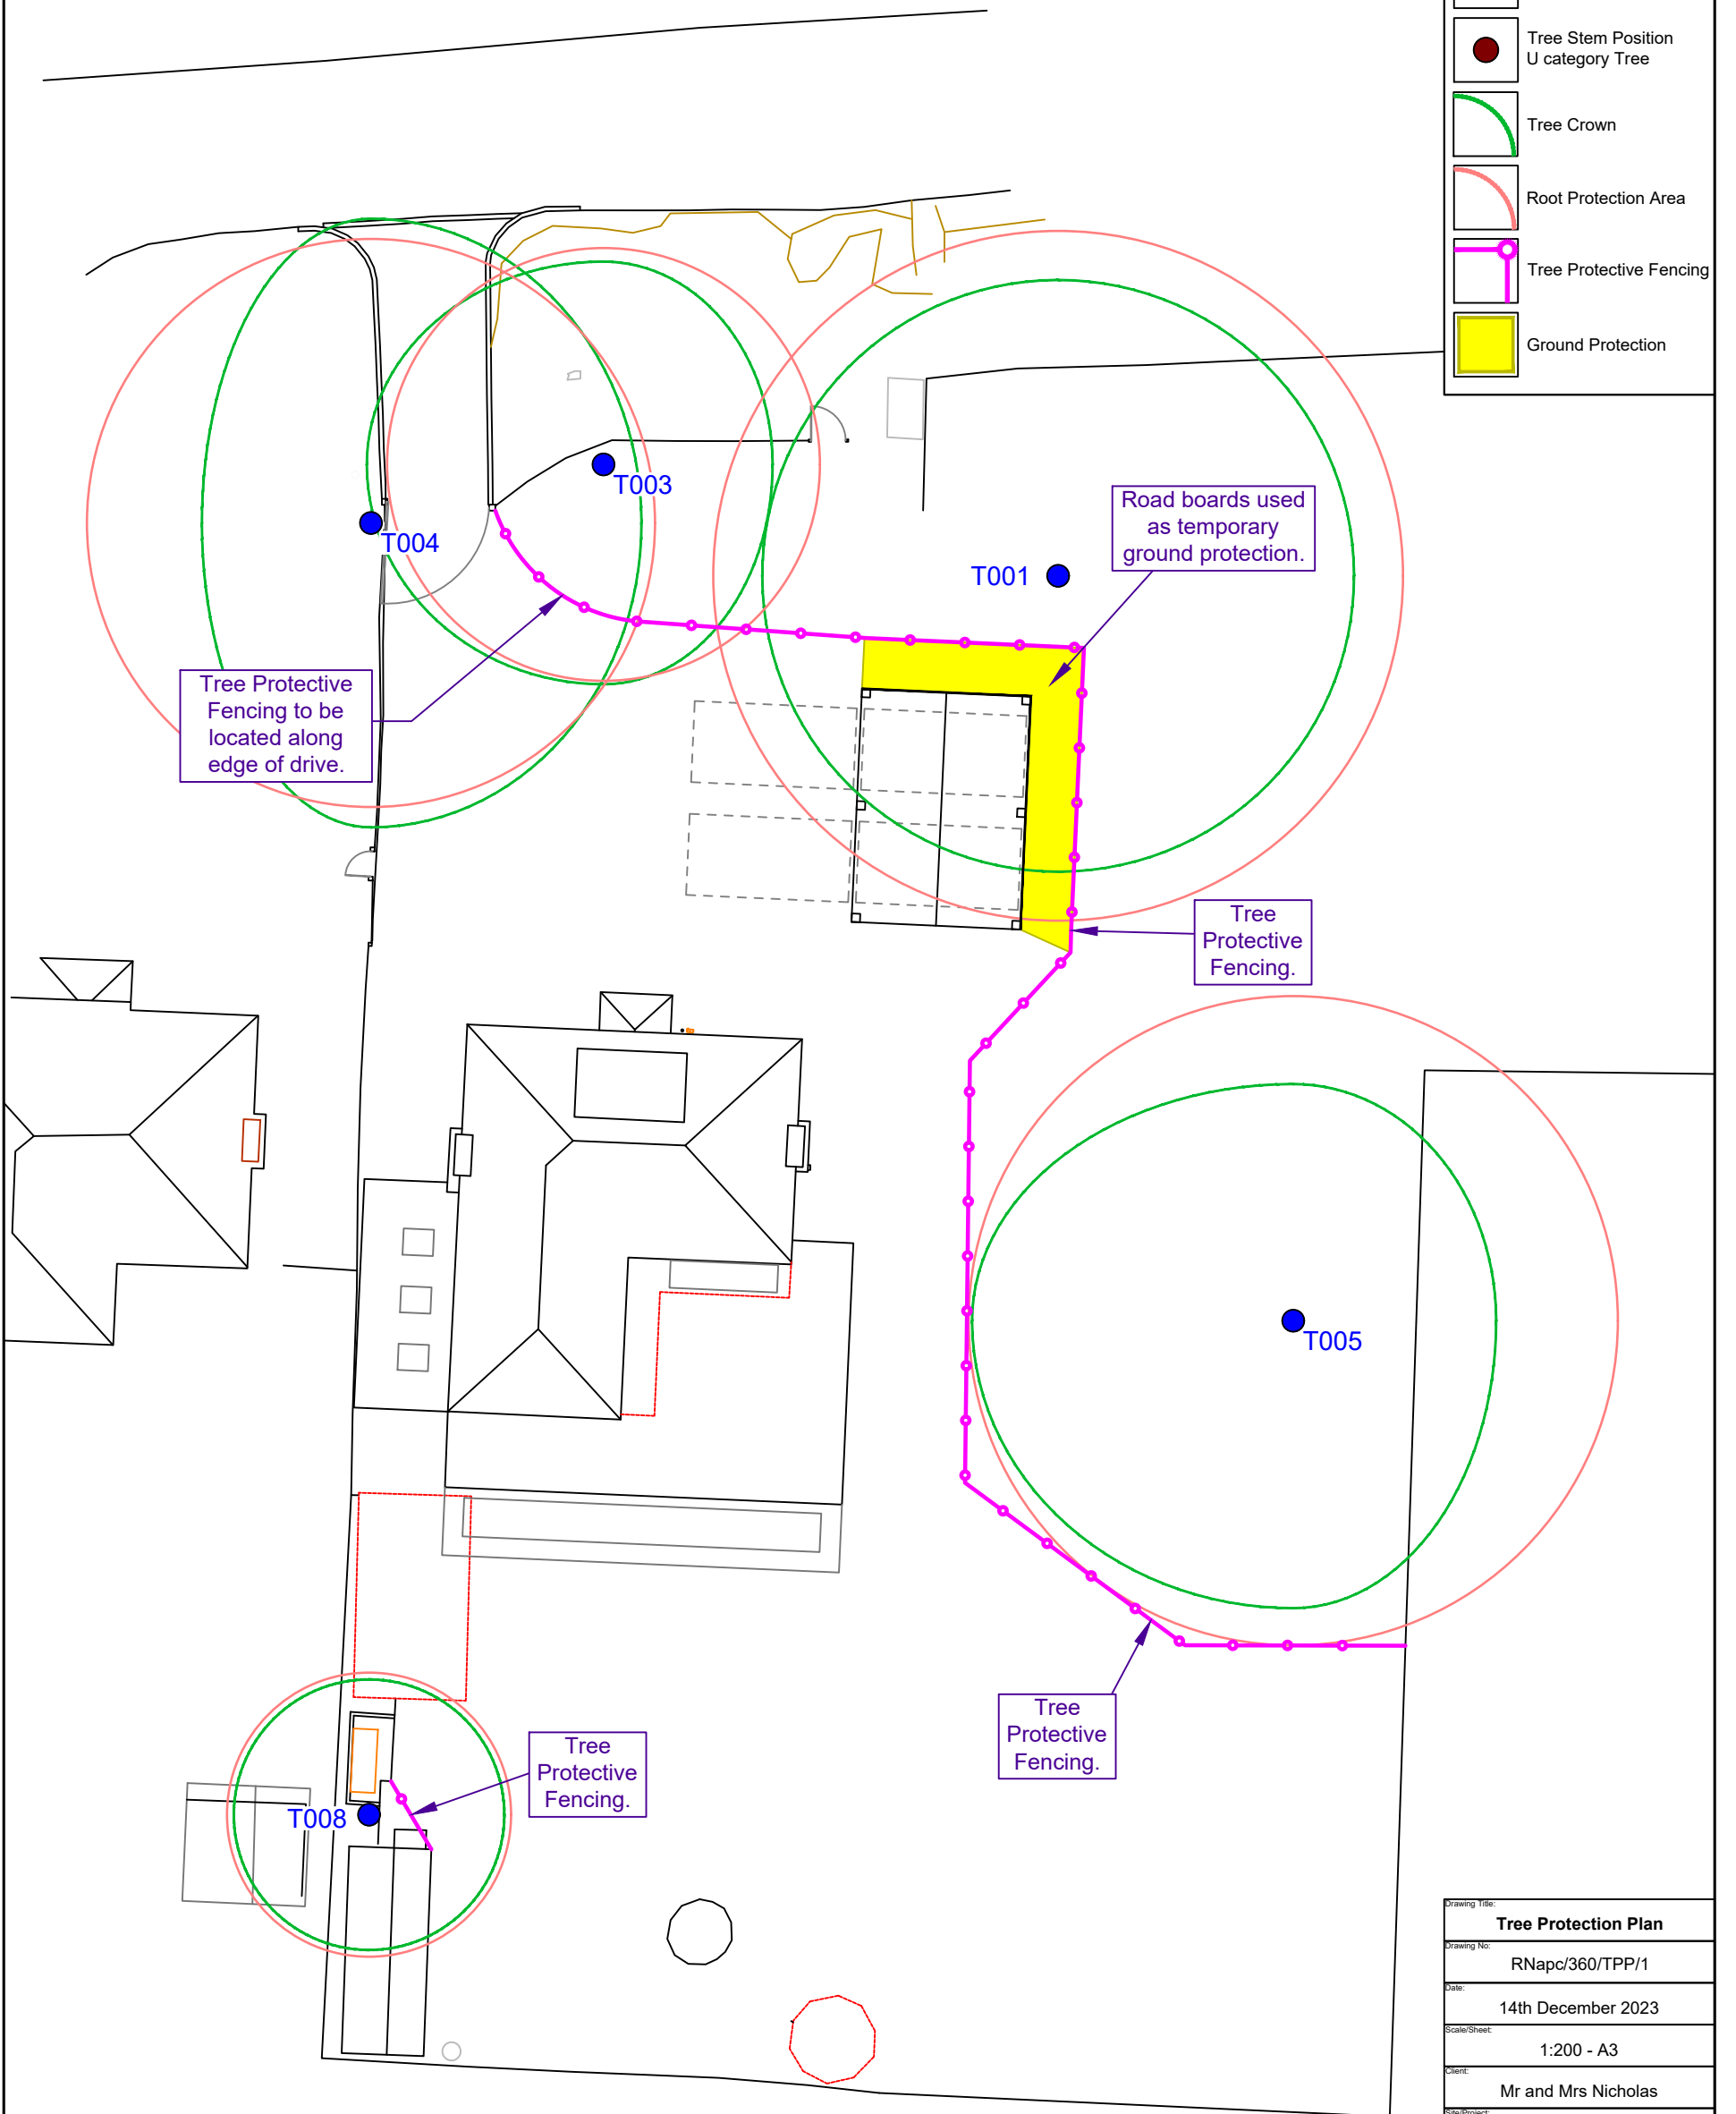 Tree Stem Position
U category Tree
Tree Crown
Root Protection Area
Tree Protective Fencing
Ground Protection
T003
T004
T001
Road boards used
as temporary
ground protection.
Tree Protective
Fencing to be
located along
edge of drive.
Tree
Protective
Fencing.
T005
Tree
Protective
Fencing.
Tree
Protective
Fencing.
T008
Drawing Title:
Tree Protection Plan
Drawing No:
RNapc/360/TPP/1
Date:
14th December 2023
Scale/Sheet:
1:200 - A3
Client:
Mr and Mrs Nicholas
Site/Project: